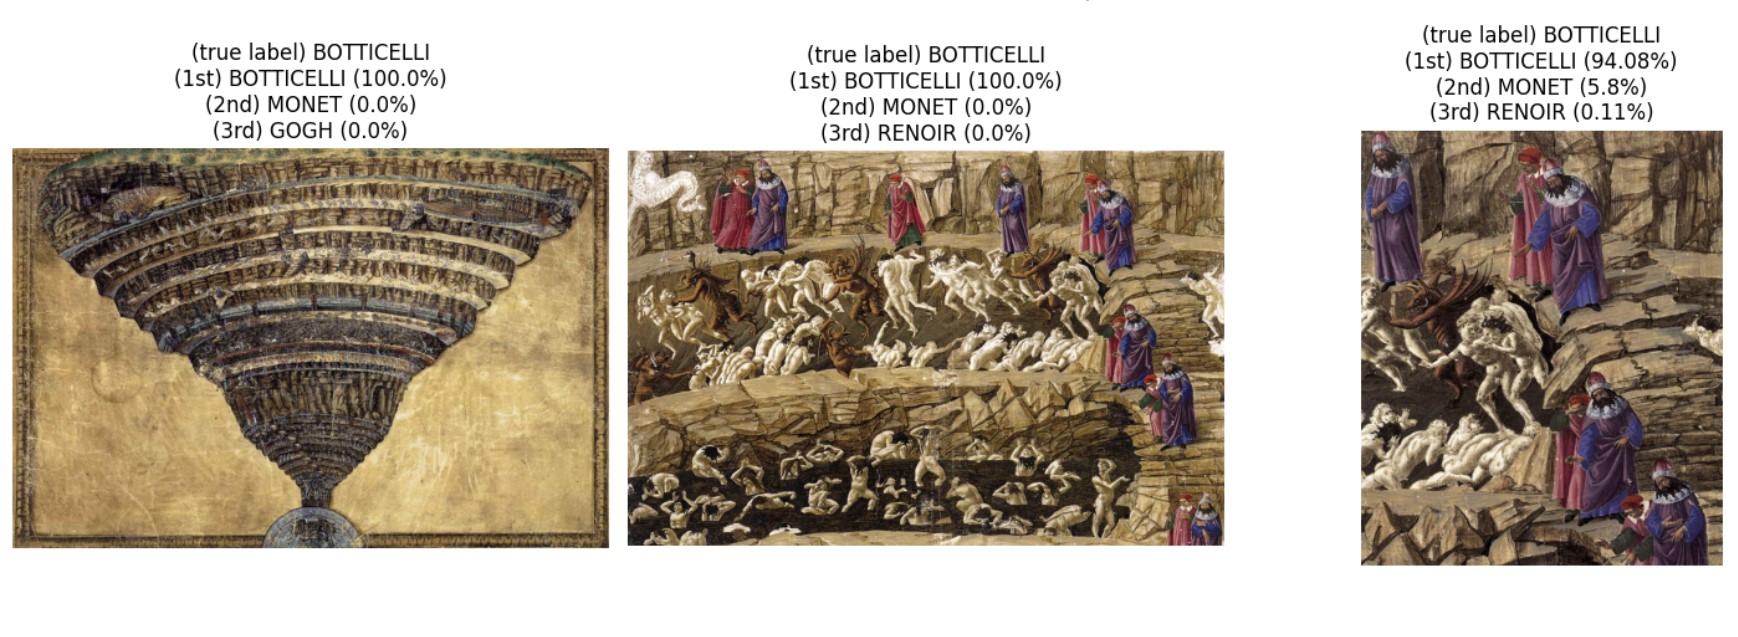 (true label) BOTTICELLI
(1st) BOTTICELLI (100.0%)
(2nd) MONET (0.0%)
(3rd) GOGH (0.0%)
(true label) BOTTICELLI
(1st) BOTTICELLI (100.0%)
(2nd) MONET (0.0%)
(3rd) RENOIR (0.0%)
(true label) BOTTICELLI
(1st) BOTTICELLI (94.08%)
(2nd) MONET (5.8%)
(3rd) RENOIR (0.11%)